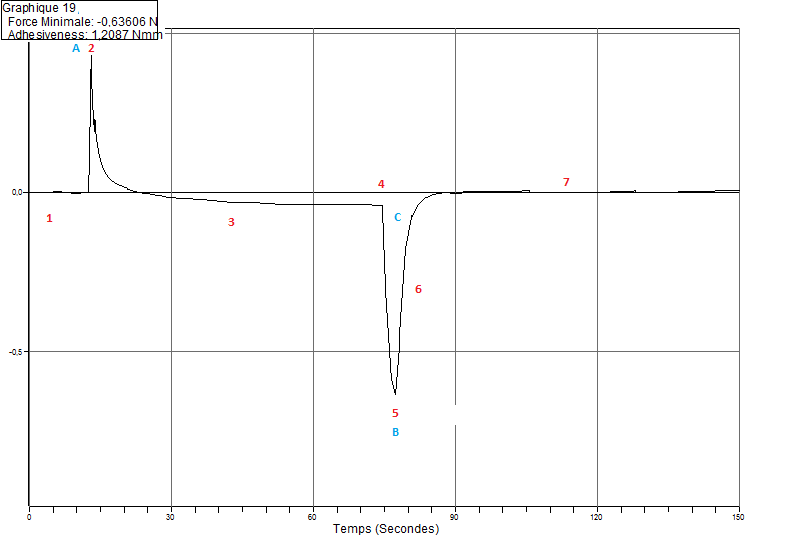 Graphique 19
Force Minimale: -0,63606 N
Adhesiveness: 1,2087 Nmm
A 2
0,0
4
7
1
3
C
6
-0,5
5
B
0 30 60 90 120 150
Temps (Secondes)